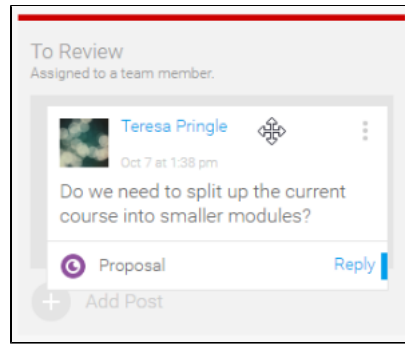 To Review
Assigned to a team member.
Teresa Pringle
Oct 7 at 1:38 pm
Do we need to split up the current
course into smaller modules?
Proposal
Reply
Add Post